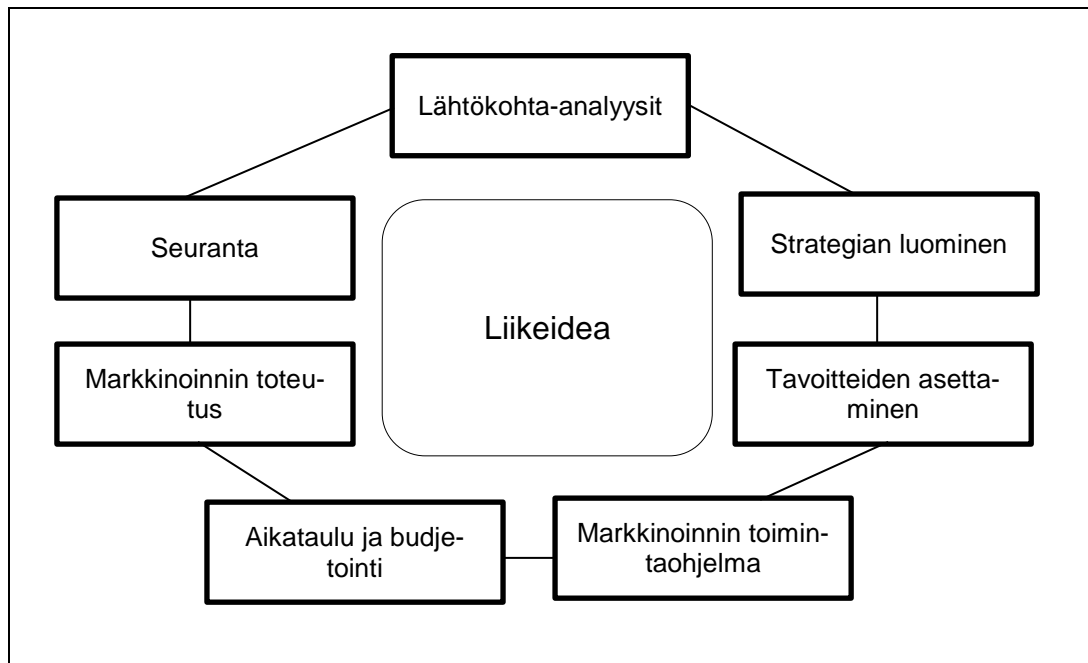 Lähtökohta-analyysit
Seuranta
Strategian luominen
Liikeidea
Markkinoinnin toteu-
tus
Tavoitteiden asetta-
minen
Aikataulu ja budje-
tointi
Markkinoinnin toimin-
taohjelma